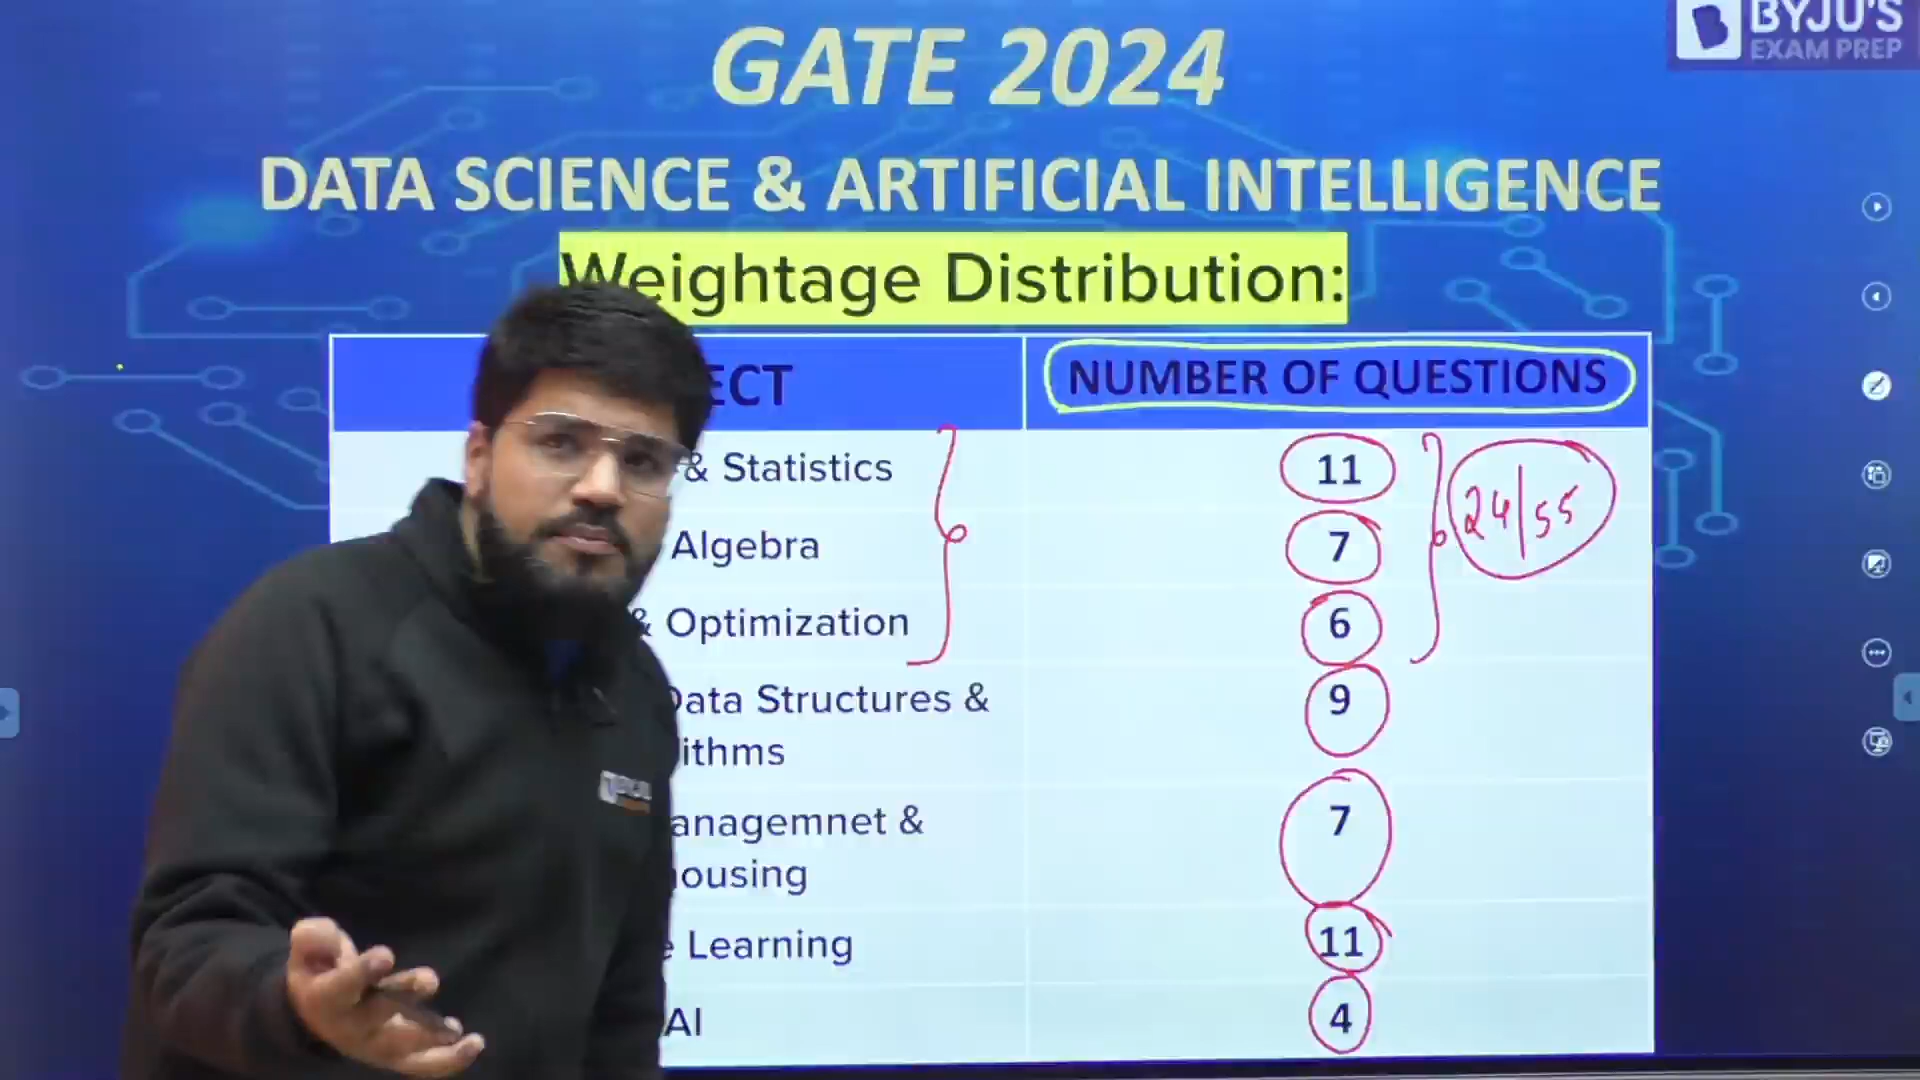 BYJU'S
EXAM PREP
GATE 2024
DATA SCIENCE & ARTIFICIAL INTELLIGENCE
Weightage Distribution:
ECT NUMBER OF QUESTIONS
& Statistics 11
24/55
Algebra 7
& Optimization 6
Data Structures & 9
ithms
anagemnet & 7
ousing
e Learning 11
AI 4